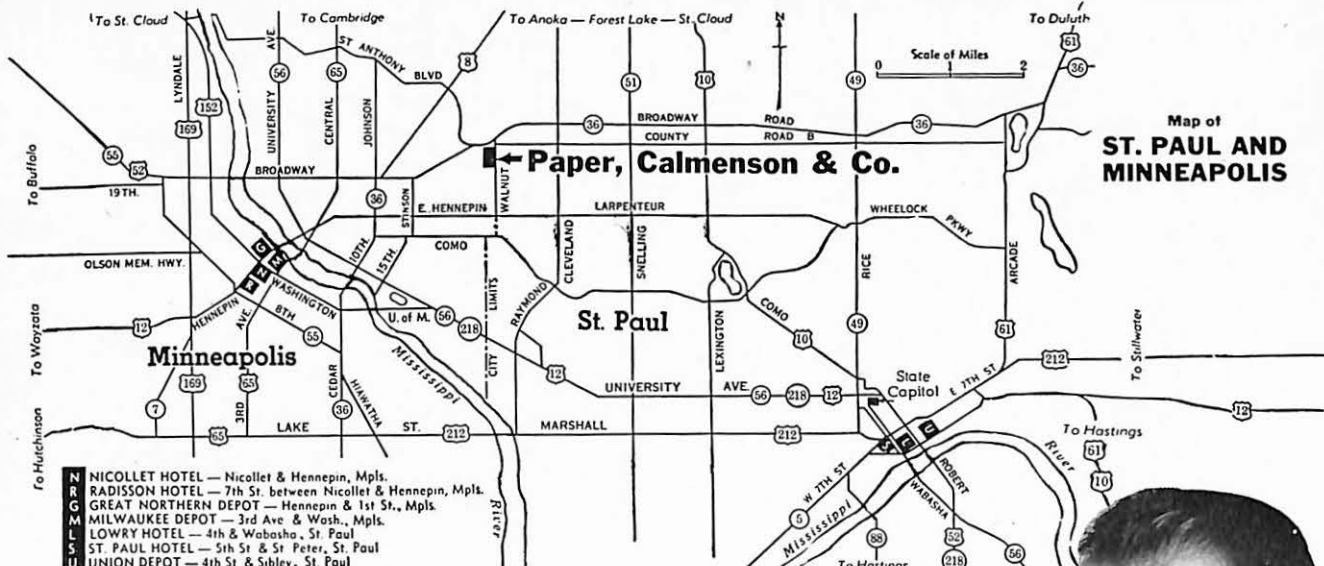 To St. Cloud
To Cambridge
To Anoka — Forest Lake — St. Cloud
To Duluth
N
Scale of Miles
0 1 2
Map of
ST. PAUL AND
MINNEAPOLIS
LYNDALE
UNIVERSITY AVE.
CENTRAL
JOHNSON
ST ANTHONY BLVD
56
65
8
51
10
49
61
36
152
169
36
BROADWAY ROAD
36
COUNTY ROAD B
55
52
To Buffalo
19TH.
BROADWAY
Paper, Calmenson & Co.
36
STINSON
WALNUT
E. HENNEPIN
LARPENTEUR
WHEELOCK PKWY
10TH.
15TH.
COMO
CLEVELAND
SNELLING
RICE
ARCADE
OLSON MEM. HWY.
G
M
N
R
WASHINGTON
U. of M.
56
218
CITY LIMITS
RAYMOND
St. Paul
LEXINGTON
COMO
10
49
61
To Wayzata
12
HENNEPIN AVE.
8TH
55
Minneapolis
Mississippi
River
12
UNIVERSITY AVE.
56
218
12
State
Capitol
E 7TH ST
212
To Stillwater
12
169
65
3RD
CEDAR
36
HIAWATHA
7
To Hutchinson
65
LAKE ST.
212
MARSHALL
212
S
L
U
ROBERT
WABASHA
W 7TH ST
5
Mississippi
River
To Hastings
61
10
88
To Hastings
52
218
56
N NICOLLET HOTEL — Nicollet & Hennepin, Mpls.
R RADISSON HOTEL — 7th St. between Nicollet & Hennepin, Mpls.
G GREAT NORTHERN DEPOT — Hennepin & 1st St., Mpls.
M MILWAUKEE DEPOT — 3rd Ave & Wash., Mpls.
L LOWRY HOTEL — 4th & Wabasha, St. Paul
S ST. PAUL HOTEL — 5th St & St Peter, St. Paul
U UNION DEPOT — 4th St & Sibley, St. Paul